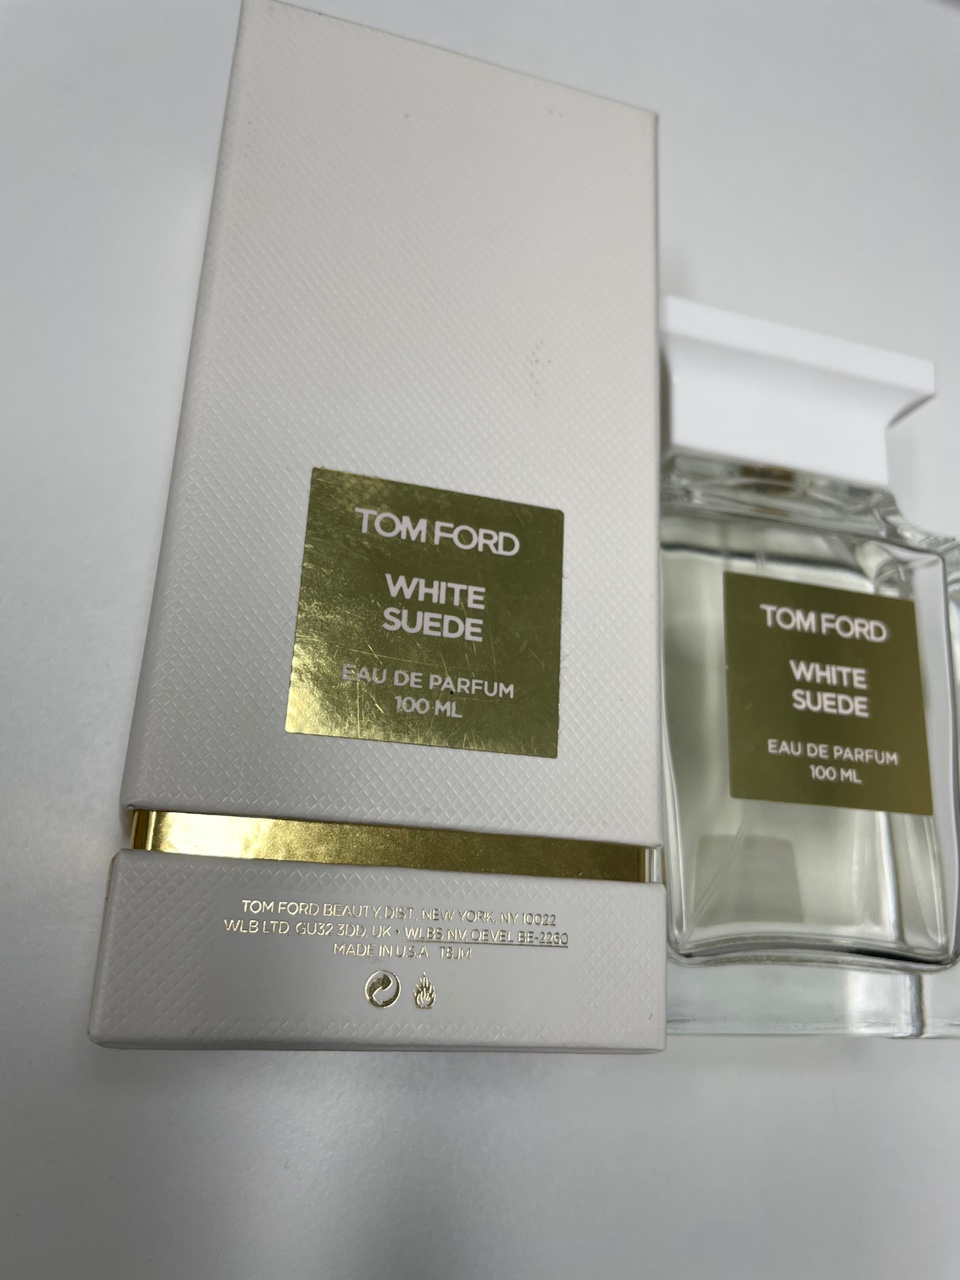 TOM FORD
WHITE
SUEDE
EAU DE PARFUM
100 ML
TOM FORD BEAUTY, DIST. NEW YORK, NY 10022
WLB LTD GU32 3DD, UK • WLBS NV, OEVEL BE-2260
MADE IN U.S.A
TOM FORD
WHITE
SUEDE
EAU DE PARFUM
100 ML